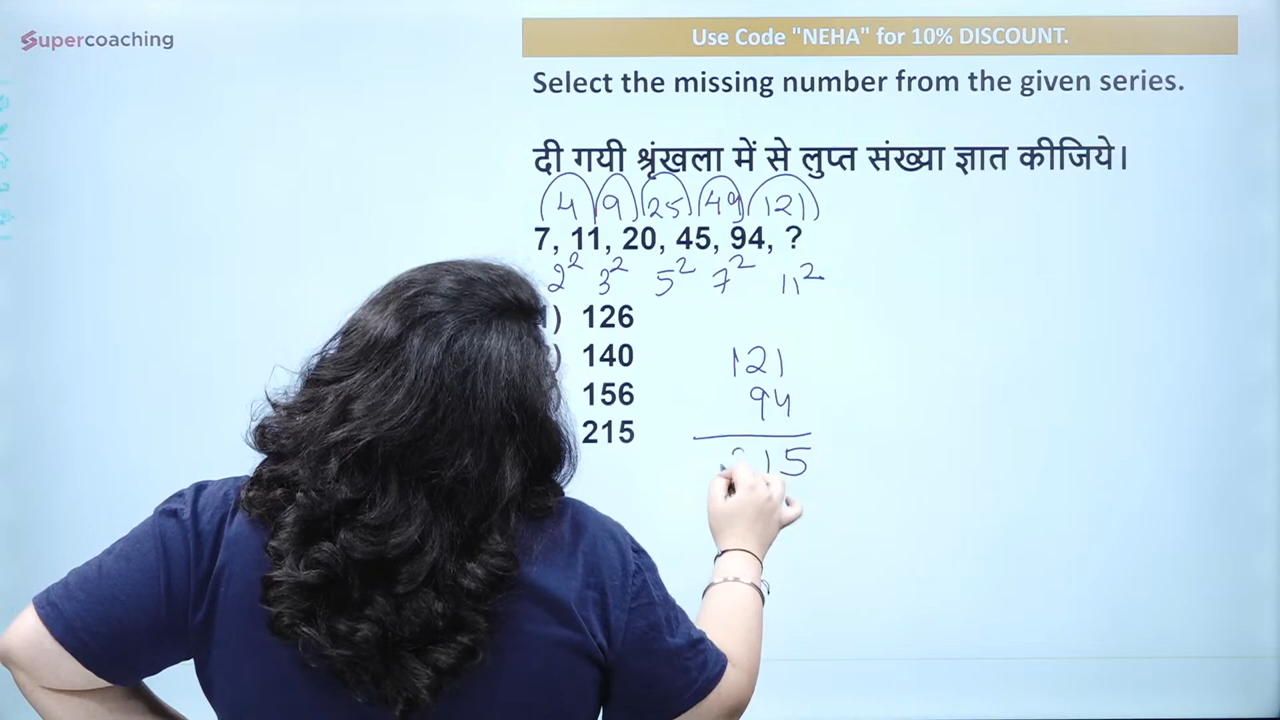 Supercoaching
Use Code "NEHA" for 10% DISCOUNT.
Select the missing number from the given series.
दी गयी श्रृंखला में से लुप्त संख्या ज्ञात कीजिये।
4 9 25 49 121
7, 11, 20, 45, 94, ?
2² 3² 5² 7² 11²
) 126
) 140
156
215
121
94
215